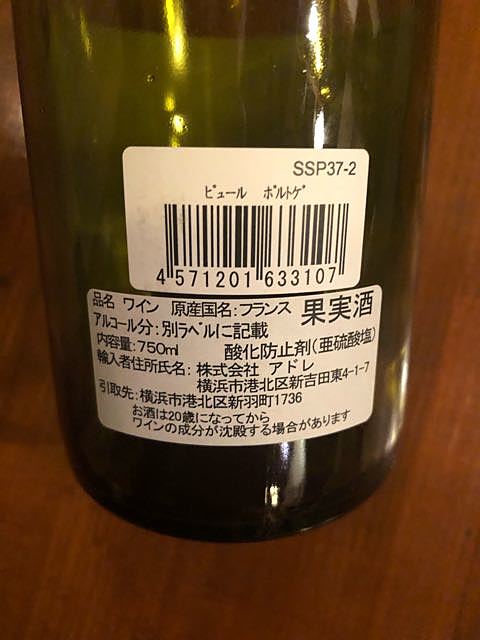 SSP37-2
ﾋﾟｭｰﾙ ﾎﾟﾙﾄｹﾞ
4 571201 633107
品名 ワイン 原産国名:フランス 果実酒
アルコール分:別ラベルに記載
内容量:750ml 酸化防止剤(亜硫酸塩)
輸入者住所氏名: 株式会社 アドレ
横浜市港北区新吉田東4-1-7
引取先:横浜市港北区新羽町1736
お酒は20歳になってから
ワインの成分が沈殿する場合があります